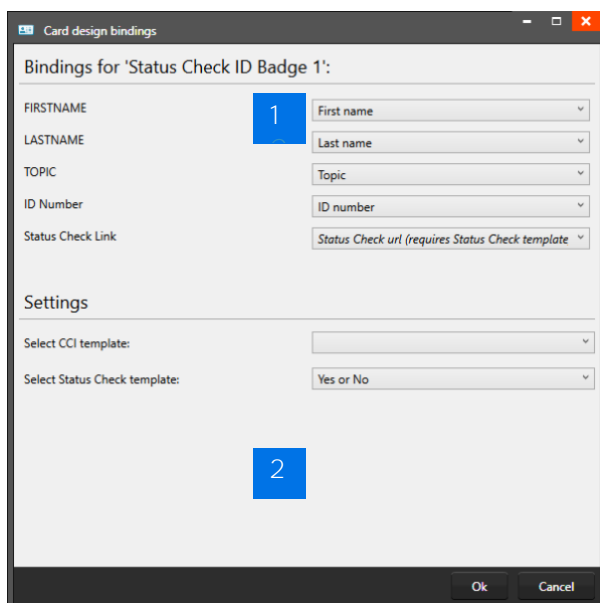 Card design bindings
Bindings for 'Status Check ID Badge 1':
FIRSTNAME
1
First name
LASTNAME
Last name
TOPIC
Topic
ID Number
ID number
Status Check Link
Status Check url (requires Status Check template
Settings
Select CCI template:
Select Status Check template:
Yes or No
2
Ok
Cancel